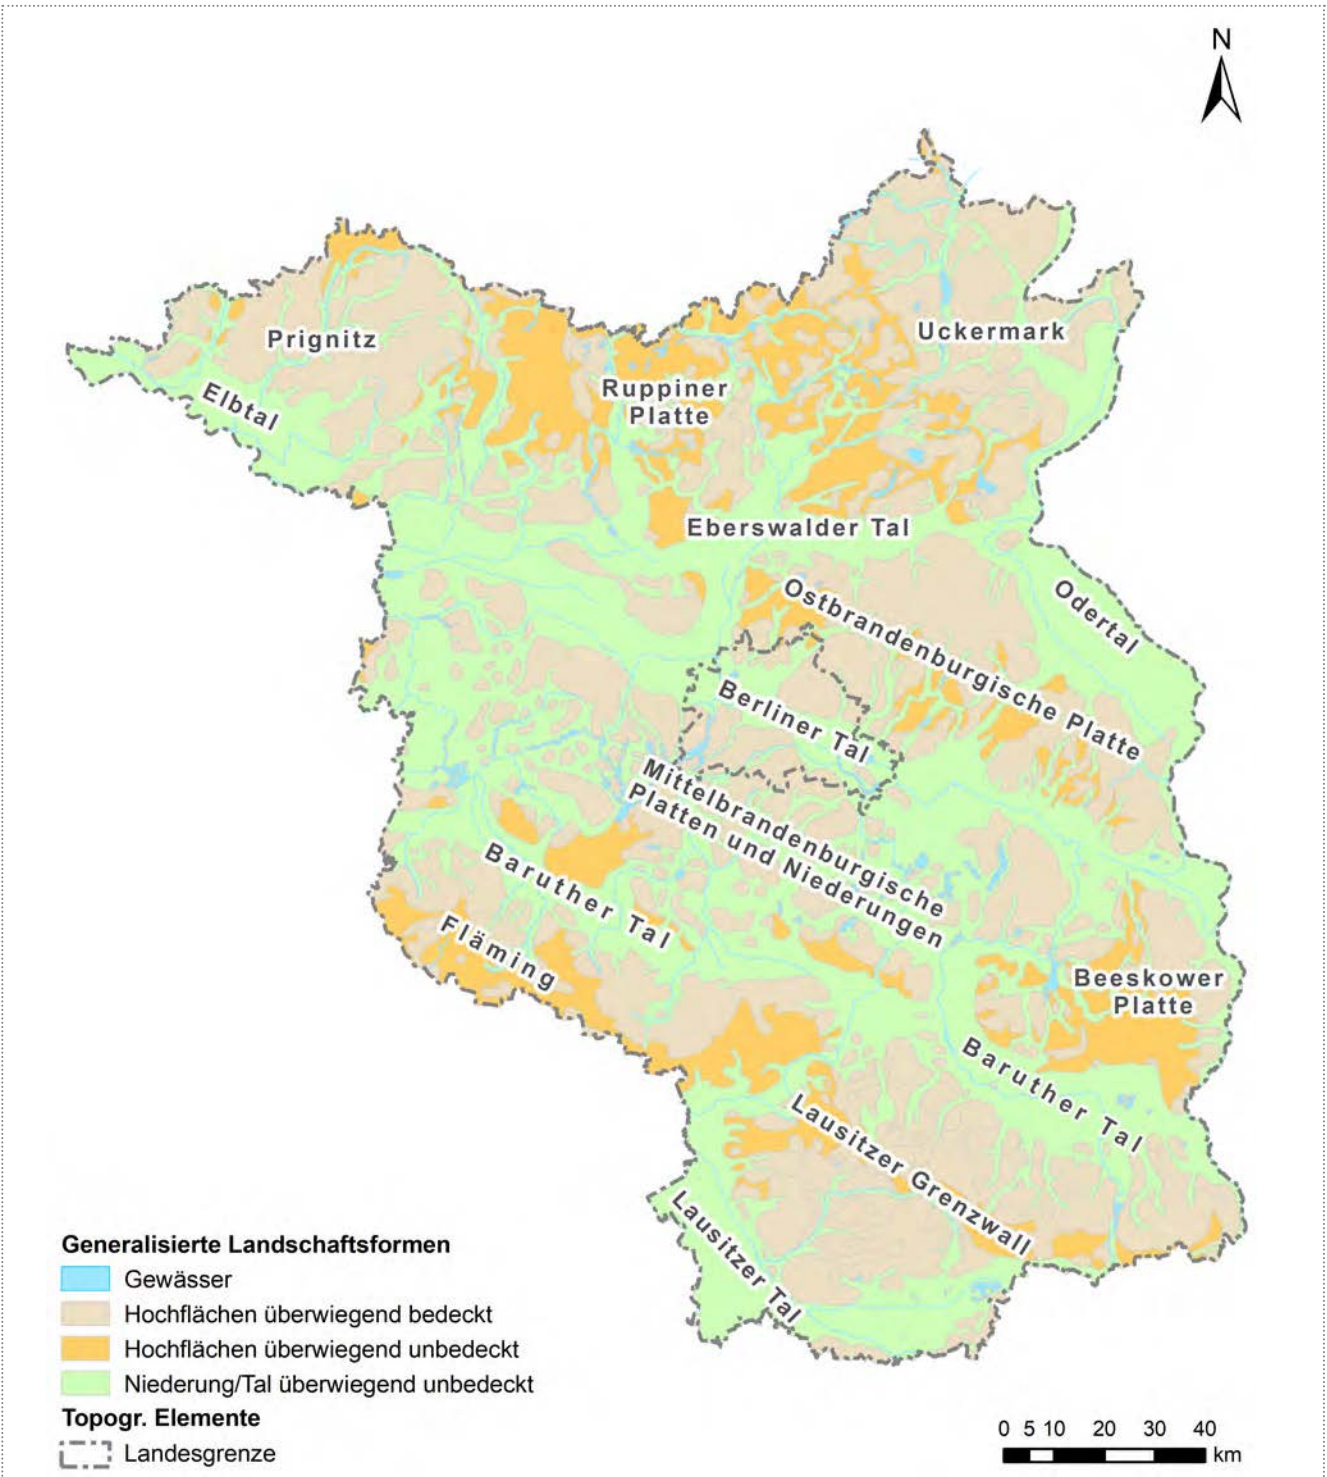 N
Prignitz
Uckermark
Elbtal
Ruppiner
Platte
Eberswalder Tal
Odertal
Ostbrandenburgische Platte
Berliner Tal
Mittelbrandenburgische
Platten und Niederungen
Baruther Tal
Fläming
Beeskower
Platte
Baruther Tal
Lausitzer Grenzwall
Lausitzer Tal
Generalisierte Landschaftsformen
Gewässer
Hochflächen überwiegend bedeckt
Hochflächen überwiegend unbedeckt
Niederung/Tal überwiegend unbedeckt
Topogr. Elemente
Landesgrenze
0 5 10 20 30 40
km